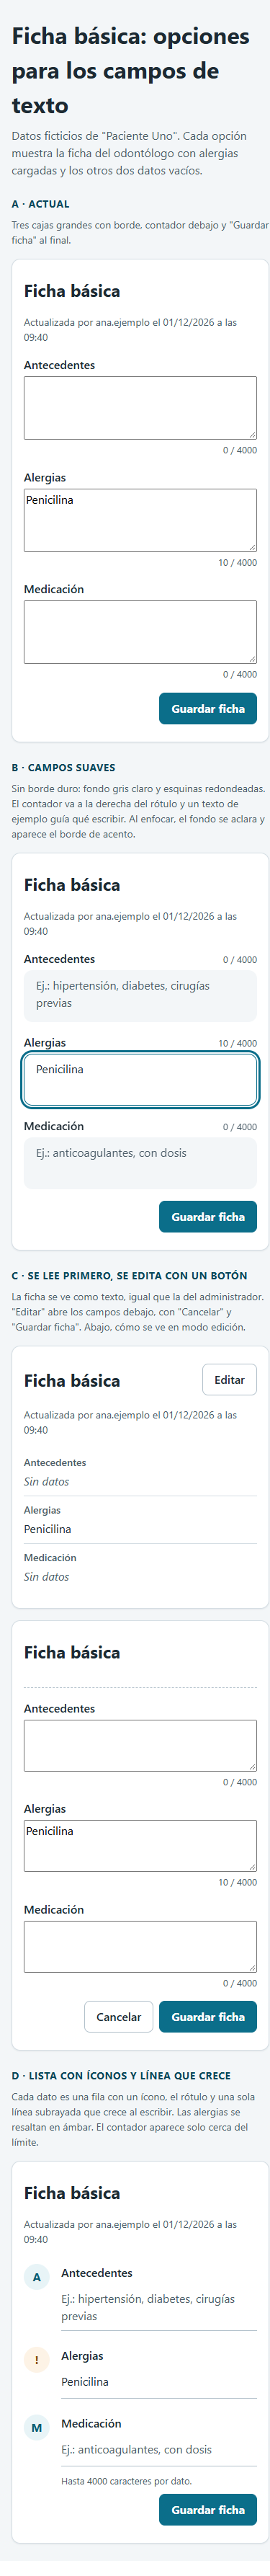 Ficha básica: opciones
para los campos de
texto
Datos ficticios de "Paciente Uno". Cada opción
muestra la ficha del odontólogo con alergias
cargadas y los otros dos datos vacíos.
A · ACTUAL
Tres cajas grandes con borde, contador debajo y "Guardar
ficha" al final.
Ficha básica
Actualizada por ana.ejemplo el 01/12/2026 a las
09:40
Antecedentes
0 / 4000
Alergias
Penicilina
10 / 4000
Medicación
0 / 4000
Guardar ficha
B · CAMPOS SUAVES
Sin borde duro: fondo gris claro y esquinas redondeadas.
El contador va a la derecha del rótulo y un texto de
ejemplo guía qué escribir. Al enfocar, el fondo se aclara y
aparece el borde de acento.
Ficha básica
Actualizada por ana.ejemplo el 01/12/2026 a las
09:40
Antecedentes 0 / 4000
Ej.: hipertensión, diabetes, cirugías
previas
Alergias 10 / 4000
Penicilina
Medicación 0 / 4000
Ej.: anticoagulantes, con dosis
Guardar ficha
C · SE LEE PRIMERO, SE EDITA CON UN BOTÓN
La ficha se ve como texto, igual que la del administrador.
"Editar" abre los campos debajo, con "Cancelar" y
"Guardar ficha". Abajo, cómo se ve en modo edición.
Ficha básica Editar
Actualizada por ana.ejemplo el 01/12/2026 a las
09:40
Antecedentes
Sin datos
Alergias
Penicilina
Medicación
Sin datos
Ficha básica
Antecedentes
0 / 4000
Alergias
Penicilina
10 / 4000
Medicación
0 / 4000
Cancelar Guardar ficha
D · LISTA CON ÍCONOS Y LÍNEA QUE CRECE
Cada dato es una fila con un ícono, el rótulo y una sola
línea subrayada que crece al escribir. Las alergias se
resaltan en ámbar. El contador aparece solo cerca del
límite.
Ficha básica
Actualizada por ana.ejemplo el 01/12/2026 a las
09:40
A Antecedentes
Ej.: hipertensión, diabetes, cirugías
previas
! Alergias
Penicilina
M Medicación
Ej.: anticoagulantes, con dosis
Hasta 4000 caracteres por dato.
Guardar ficha